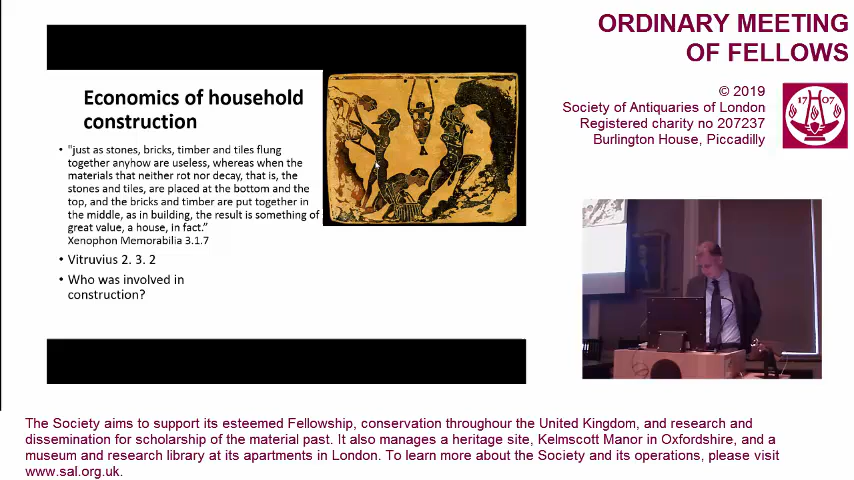 ORDINARY MEETING
OF FELLOWS
© 2019
Society of Antiquaries of London
Registered charity no 207237
Burlington House, Piccadilly
17 07
Economics of household
construction
• "just as stones, bricks, timber and tiles flung
together anyhow are useless, whereas when the
materials that neither rot nor decay, that is, the
stones and tiles, are placed at the bottom and the
top, and the bricks and timber are put together in
the middle, as in building, the result is something of
great value, a house, in fact.”
Xenophon Memorabilia 3.1.7
• Vitruvius 2. 3. 2
• Who was involved in
construction?
The Society aims to support its esteemed Fellowship, conservation throughour the United Kingdom, and research and
dissemination for scholarship of the material past. It also manages a heritage site, Kelmscott Manor in Oxfordshire, and a
museum and research library at its apartments in London. To learn more about the Society and its operations, please visit
www.sal.org.uk.